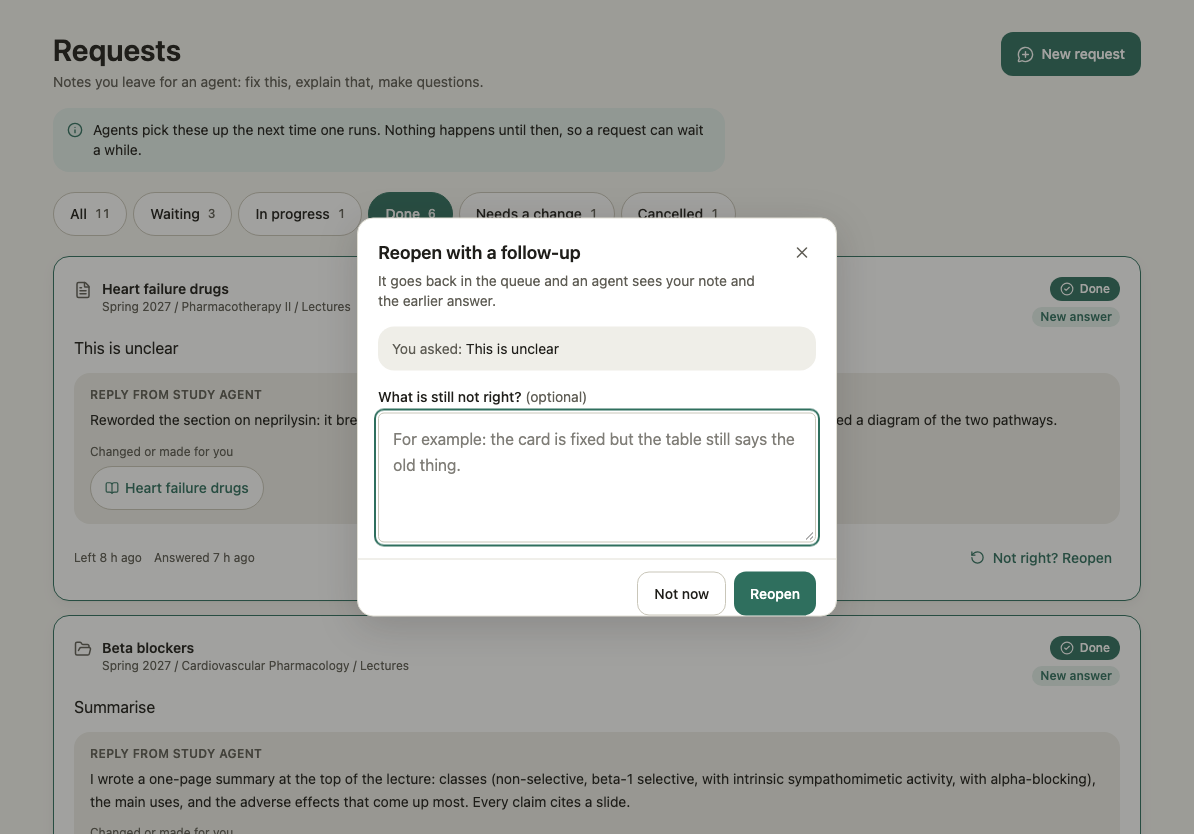 Requests
New request
Notes you leave for an agent: fix this, explain that, make questions.
Agents pick these up the next time one runs. Nothing happens until then, so a request can wait
a while.
All 11
Waiting 3
In progress 1
Done 6
Needs a change 1
Cancelled 1
Heart failure drugs
Spring 2027 / Pharmacotherapy II / Lectures
Done
New answer
This is unclear
REPLY FROM STUDY AGENT
Reworded the section on neprilysin: it
ed a diagram of the two pathways.
Changed or made for you
Heart failure drugs
Left 8 h ago Answered 7 h ago
Not right? Reopen
Reopen with a follow-up
It goes back in the queue and an agent sees your note and
the earlier answer.
You asked: This is unclear
What is still not right? (optional)
For example: the card is fixed but the table still says the
old thing.
Not now
Reopen
Beta blockers
Spring 2027 / Cardiovascular Pharmacology / Lectures
Done
New answer
Summarise
REPLY FROM STUDY AGENT
I wrote a one-page summary at the top of the lecture: classes (non-selective, beta-1 selective, with intrinsic sympathomimetic activity, with alpha-blocking),
the main uses, and the adverse effects that come up most. Every claim cites a slide.
Changed or made for you